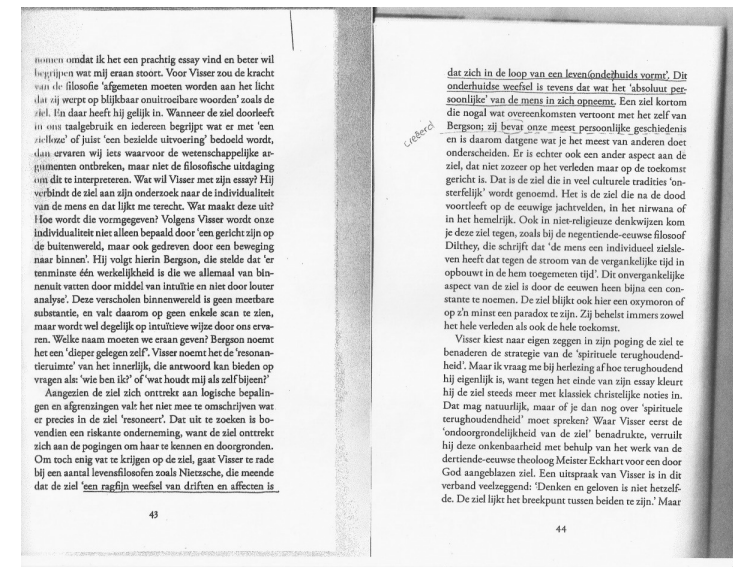 nomen omdat ik het een prachtig essay vind en beter wil
begrijpen wat mij eraan stoort. Voor Visser zou de kracht
van de filosofie ‘afgemeten moeten worden aan het licht
dat zij werpt op blijkbaar onuitroeibare woorden’ zoals de
ziel. En daar heeft hij gelijk in. Wanneer de ziel doorleeft
in ons taalgebruik en iedereen begrijpt wat er met ‘een
zielloze’ of juist ‘een bezielde uitvoering’ bedoeld wordt,
dan ervaren wij iets waarvoor de wetenschappelijke ar-
gumenten ontbreken, maar niet de filosofische uitdaging
om dit te interpreteren. Wat wil Visser met zijn essay? Hij
verbindt de ziel aan zijn onderzoek naar de individualiteit
van de mens en dat lijkt me terecht. Wat maakt deze uit?
Hoe wordt die vormgegeven? Volgens Visser wordt onze
individualiteit niet alleen bepaald door ‘een gericht zijn op
de buitenwereld, maar ook gedreven door een beweging
naar binnen’. Hij volgt hierin Bergson, die stelde dat ‘er
tenminste één werkelijkheid is die we allemaal van bin-
nenuit vatten door middel van intuïtie en niet door louter
analyse’. Deze verscholen binnenwereld is geen meetbare
substantie, en valt daarom op geen enkele scan te zien,
maar wordt wel degelijk op intuïtieve wijze door ons erva-
ren. Welke naam moeten we eraan geven? Bergson noemt
het een ‘dieper gelegen zelf’. Visser noemt het de ‘resonan-
tieruimte’ van het innerlijk, die antwoord kan bieden op
vragen als: ‘wie ben ik?’ of ‘wat houdt mij als zelf bijeen?’
Aangezien de ziel zich onttrekt aan logische bepalin-
gen en afgrenzingen valt het niet mee te omschrijven wat
er precies in de ziel ‘resoneert’. Dat uit te zoeken is bo-
vendien een riskante onderneming, want de ziel onttrekt
zich aan de pogingen om haar te kennen en doorgronden.
Om toch enig vat te krijgen op de ziel, gaat Visser te rade
bij een aantal levensfilosofen zoals Nietzsche, die meende
dat de ziel ‘een ragfijn weefsel van driften en affecten is
43
dat zich in de loop van een leven onderhuids vormt’. Dit
onderhuidse weefsel is tevens dat wat het ‘absoluut per-
soonlijke’ van de mens in zich opneemt. Een ziel kortom
die nogal wat overeenkomsten vertoont met het zelf van
Bergson; zij bevat onze meest persoonlijke geschiedenis
creëerd
en is daarom datgene wat je het meest van anderen doet
onderscheiden. Er is echter ook een ander aspect aan de
ziel, dat niet zozeer op het verleden maar op de toekomst
gericht is. Dat is de ziel die in veel culturele tradities ‘on-
sterfelijk’ wordt genoemd. Het is de ziel die na de dood
voortleeft op de eeuwige jachtvelden, in het nirwana of
in het hemelrijk. Ook in niet-religieuze denkwijzen kom
je deze ziel tegen, zoals bij de negentiende-eeuwse filosoof
Dilthey, die schrijft dat ‘de mens een individueel zielsle-
ven heeft dat tegen de stroom van de vergankelijke tijd in
opbouwt in de hem toegemeten tijd’. Dit onvergankelijke
aspect van de ziel is door de eeuwen heen bijna een con-
stante te noemen. De ziel blijkt ook hier een oxymoron of
op z’n minst een paradox te zijn. Zij behelst immers zowel
het hele verleden als ook de hele toekomst.
Visser kiest naar eigen zeggen in zijn poging de ziel te
benaderen de strategie van de ‘spirituele terughoudend-
heid’. Maar ik vraag me bij herlezing af hoe terughoudend
hij eigenlijk is, want tegen het einde van zijn essay kleurt
hij de ziel steeds meer met klassiek christelijke noties in.
Dat mag natuurlijk, maar of je dan nog over ‘spirituele
terughoudendheid’ moet spreken? Waar Visser eerst de
‘ondoorgrondelijkheid van de ziel’ benadrukte, verruilt
hij deze onkenbaarheid met behulp van het werk van de
dertiende-eeuwse theoloog Meister Eckhart voor een door
God aangeblazen ziel. Een uitspraak van Visser is in dit
verband veelzeggend: ‘Denken en geloven is niet hetzelf-
de. De ziel lijkt het breekpunt tussen beiden te zijn.’ Maar
44